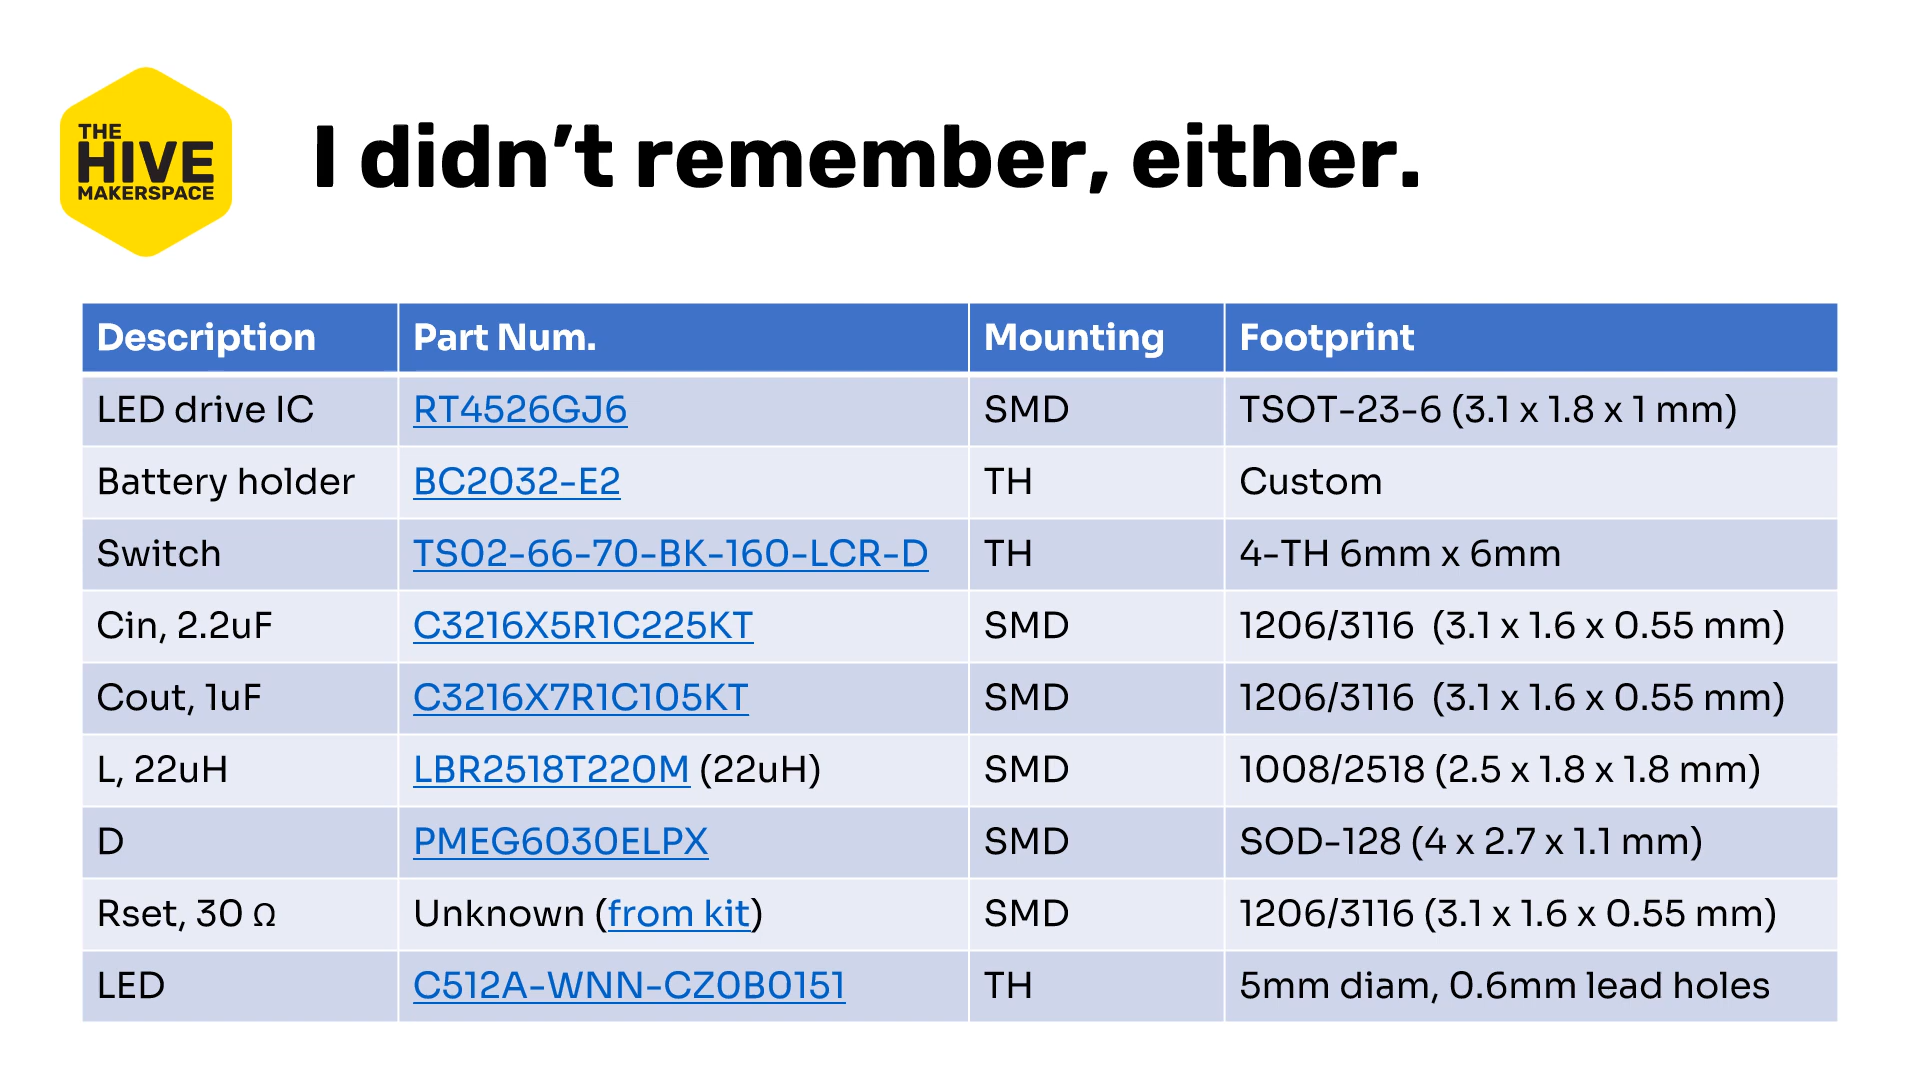 THE
HIVE
MAKERSPACE
I didn’t remember, either.
Description Part Num. Mounting Footprint
LED drive IC RT4526GJ6 SMD TSOT-23-6 (3.1 x 1.8 x 1 mm)
Battery holder BC2032-E2 TH Custom
Switch TS02-66-70-BK-160-LCR-D TH 4-TH 6mm x 6mm
Cin, 2.2uF C3216X5R1C225KT SMD 1206/3116 (3.1 x 1.6 x 0.55 mm)
Cout, 1uF C3216X7R1C105KT SMD 1206/3116 (3.1 x 1.6 x 0.55 mm)
L, 22uH LBR2518T220M (22uH) SMD 1008/2518 (2.5 x 1.8 x 1.8 mm)
D PMEG6030ELPX SMD SOD-128 (4 x 2.7 x 1.1 mm)
Rset, 30 Ω Unknown (from kit) SMD 1206/3116 (3.1 x 1.6 x 0.55 mm)
LED C512A-WNN-CZ0B0151 TH 5mm diam, 0.6mm lead holes